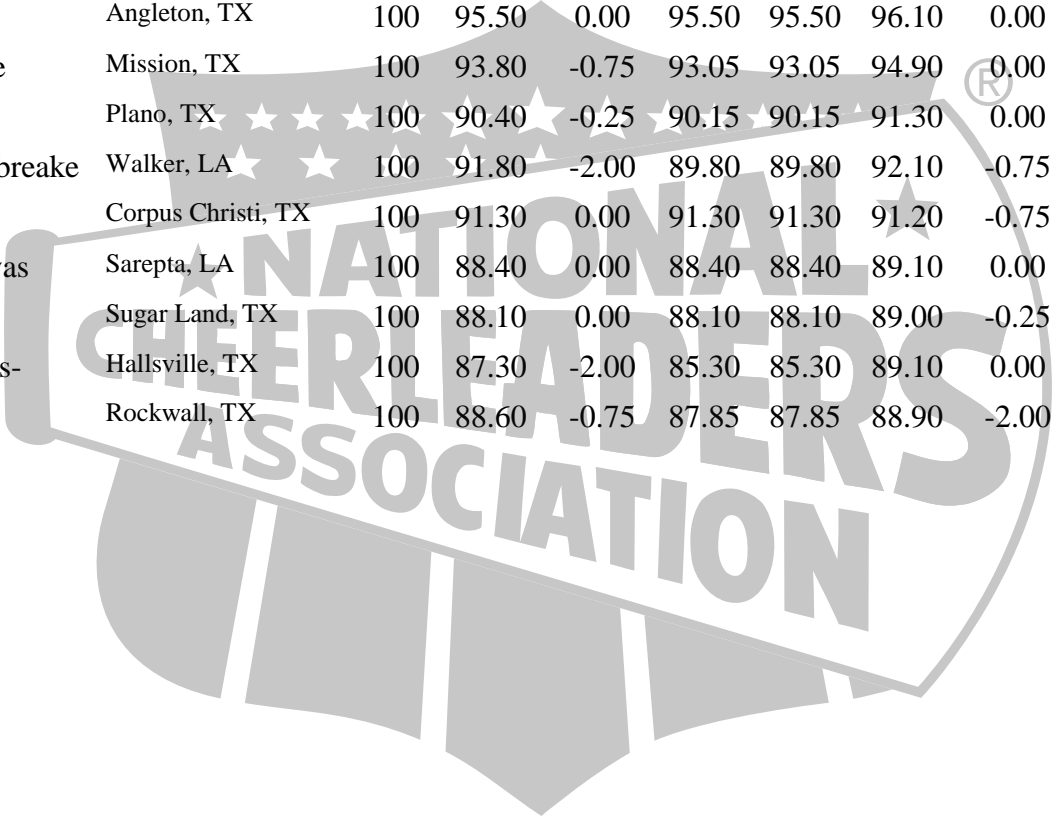 Angleton, TX 100 95.50 0.00 95.50 95.50 96.10 0.00
e Mission, TX 100 93.80 -0.75 93.05 93.05 94.90 0.00
Plano, TX 100 90.40 -0.25 90.15 90.15 91.30 0.00
breake Walker, LA 100 91.80 -2.00 89.80 89.80 92.10 -0.75
Corpus Christi, TX 100 91.30 0.00 91.30 91.30 91.20 -0.75
vas Sarepta, LA 100 88.40 0.00 88.40 88.40 89.10 0.00
Sugar Land, TX 100 88.10 0.00 88.10 88.10 89.00 -0.25
s- Hallsville, TX 100 87.30 -2.00 85.30 85.30 89.10 0.00
Rockwall, TX 100 88.60 -0.75 87.85 87.85 88.90 -2.00
®
NATIONAL
CHEERLEADERS
ASSOCIATION